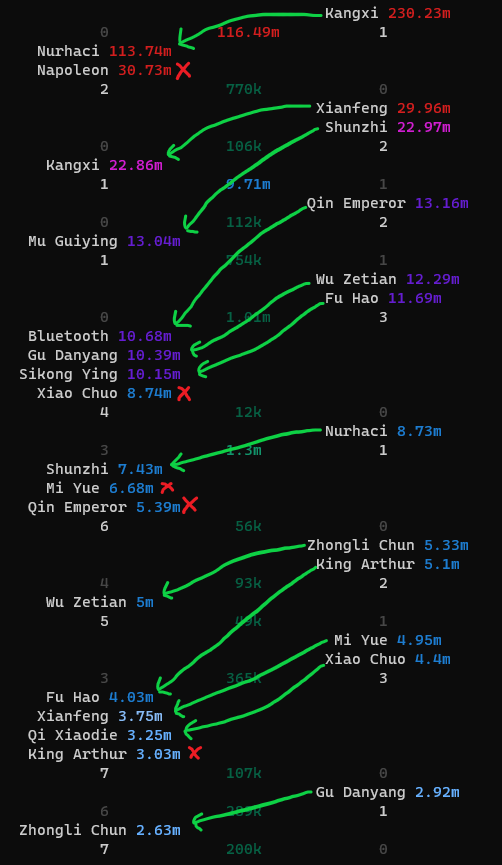 Kangxi 230.23m
0 116.49m 1
Nurhaci 113.74m
Napoleon 30.73m
2 770k 0
Xianfeng 29.96m
Shunzhi 22.97m
0 106k 2
Kangxi 22.86m
1 9.71m 1
Qin Emperor 13.16m
0 112k 2
Mu Guiying 13.04m
1 754k 1
Wu Zetian 12.29m
Fu Hao 11.69m
0 1.01m 3
Bluetooth 10.68m
Gu Danyang 10.39m
Sikong Ying 10.15m
Xiao Chuo 8.74m
4 12k 0
Nurhaci 8.73m
3 1.3m 1
Shunzhi 7.43m
Mi Yue 6.68m
Qin Emperor 5.39m
6 56k 0
Zhongli Chun 5.33m
King Arthur 5.1m
4 93k 2
Wu Zetian 5m
5 49k 1
Mi Yue 4.95m
Xiao Chuo 4.4m
3 365k 3
Fu Hao 4.03m
Xianfeng 3.75m
Qi Xiaodie 3.25m
King Arthur 3.03m
7 107k 0
Gu Danyang 2.92m
6 289k 1
Zhongli Chun 2.63m
7 200k 0